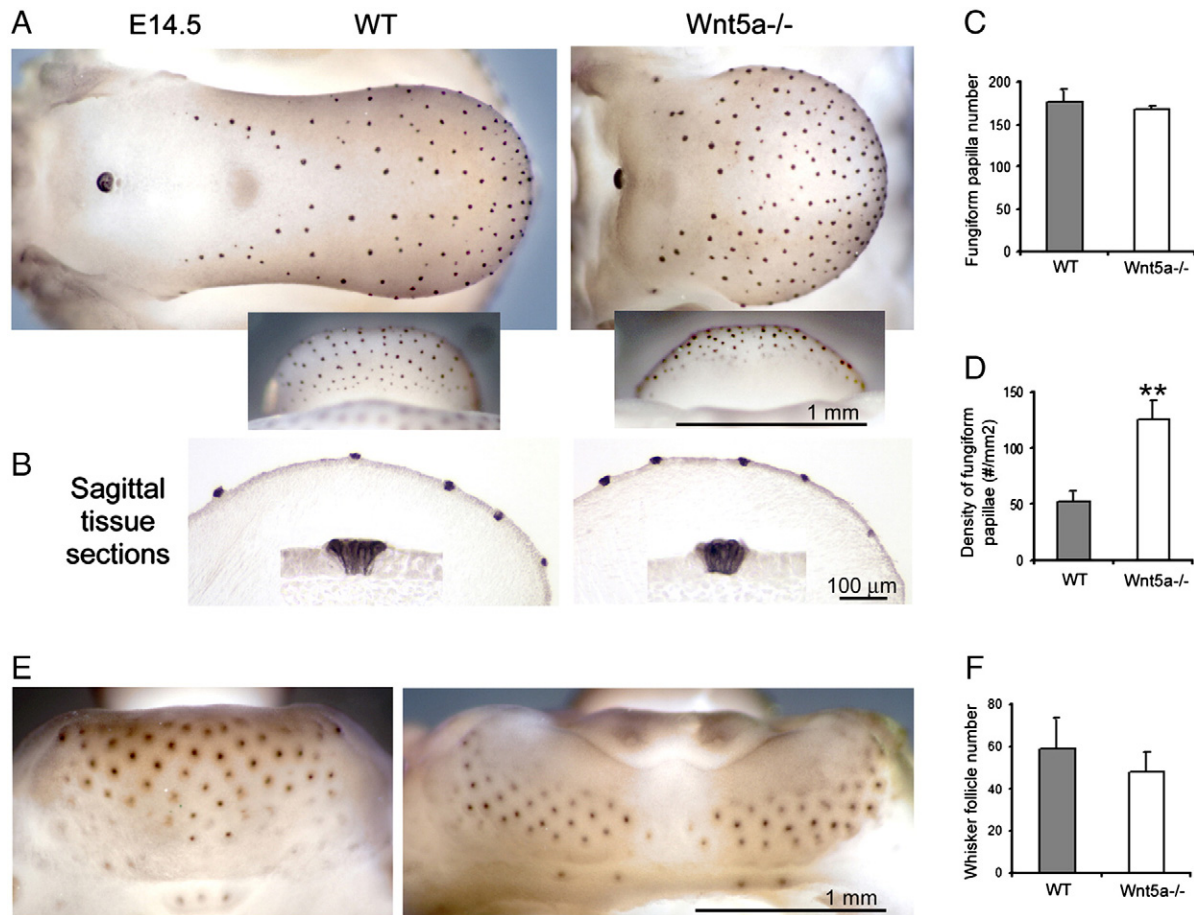 A E14.5 WT Wnt5a-/-
1 mm
B Sagittal
tissue
sections
100 µm
C
Fungiform papilla number
200
150
100
50
0
WT Wnt5a-/-
D
Density of fungiform
papillae (#/mm2)
150
100
50
0
**
WT Wnt5a-/-
E
1 mm
F
Whisker follicle number
80
60
40
20
0
WT Wnt5a-/-